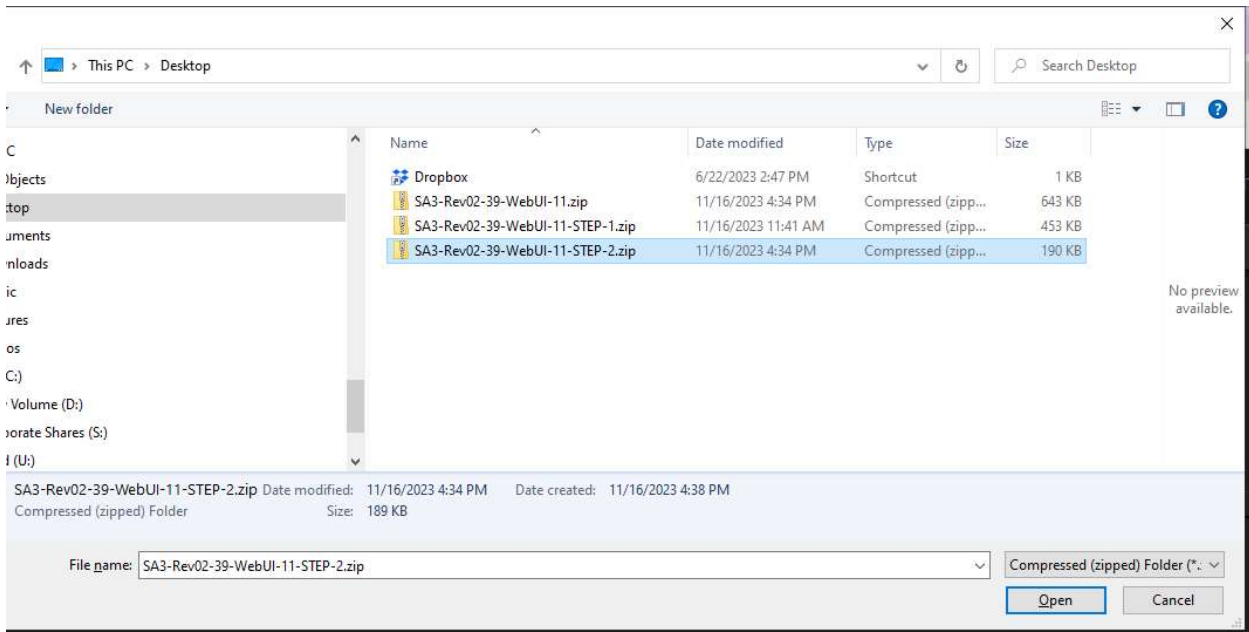 This PC > Desktop
Search Desktop
New folder
Name Date modified Type Size
Dropbox 6/22/2023 2:47 PM Shortcut 1 KB
SA3-Rev02-39-WebUI-11.zip 11/16/2023 4:34 PM Compressed (zipp... 643 KB
SA3-Rev02-39-WebUI-11-STEP-1.zip 11/16/2023 11:41 AM Compressed (zipp... 453 KB
SA3-Rev02-39-WebUI-11-STEP-2.zip 11/16/2023 4:34 PM Compressed (zipp... 190 KB
C
Objects
ktop
uments
nloads
ic
ures
os
C:)
Volume (D:)
porate Shares (S:)
d (U:)
No preview
available.
SA3-Rev02-39-WebUI-11-STEP-2.zip Date modified: 11/16/2023 4:34 PM Date created: 11/16/2023 4:38 PM
Compressed (zipped) Folder Size: 189 KB
File name: SA3-Rev02-39-WebUI-11-STEP-2.zip
Compressed (zipped) Folder (*.
Open Cancel